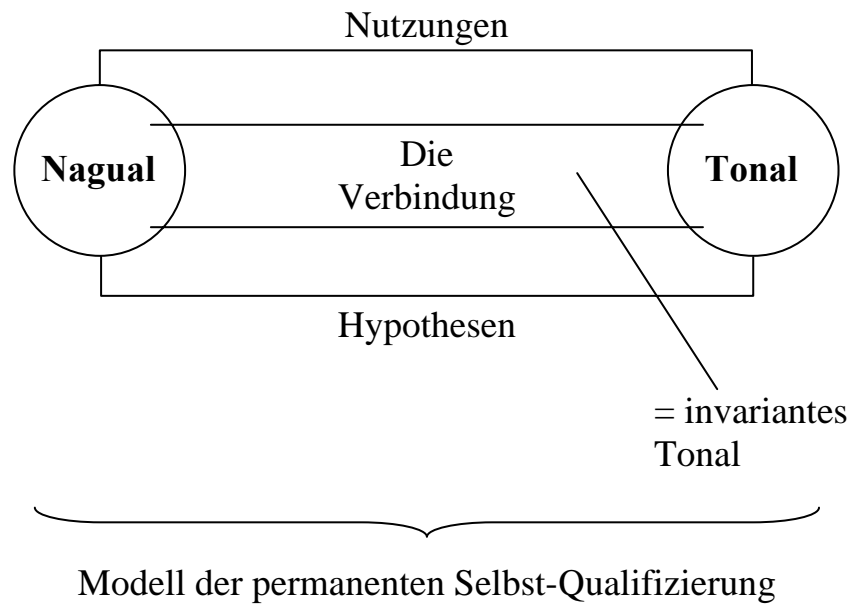 Nutzungen
Nagual
Die
Verbindung
Tonal
Hypothesen
= invariantes
Tonal
Modell der permanenten Selbst-Qualifizierung